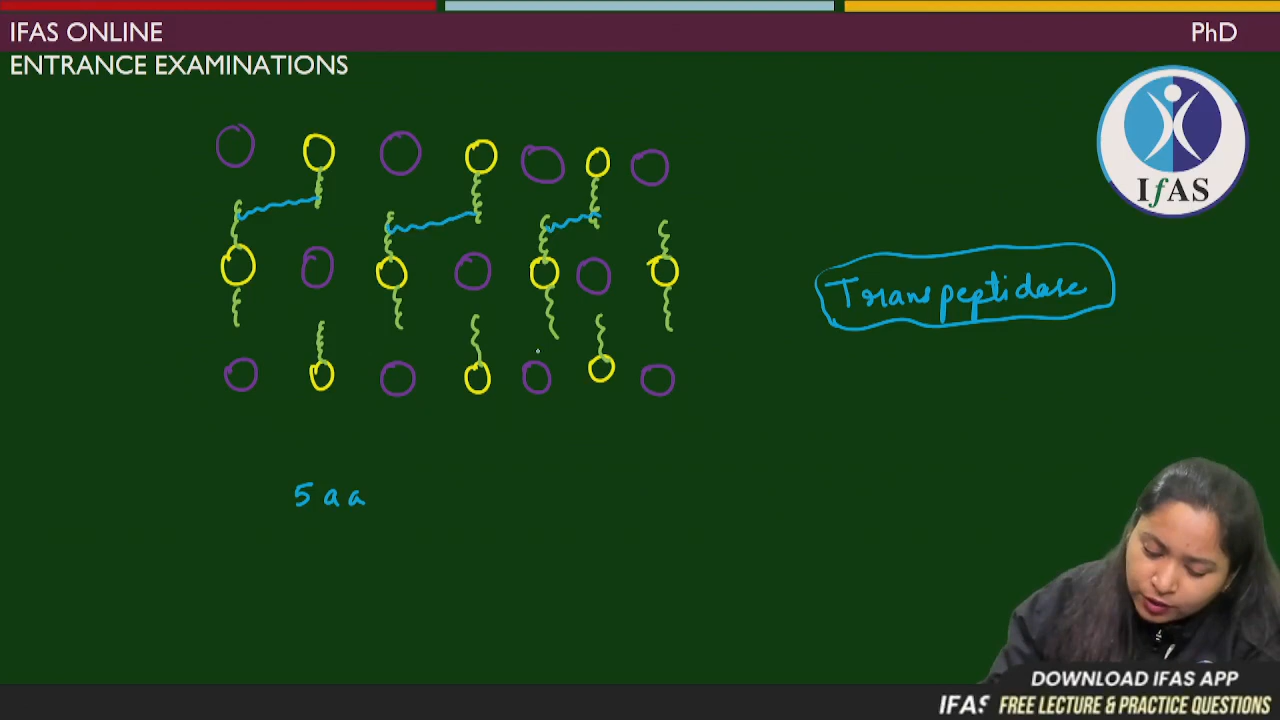 IFAS ONLINE
PhD
ENTRANCE EXAMINATIONS
IfAS
Transpeptidase
5 a a
DOWNLOAD IFAS APP
IFAS FREE LECTURE & PRACTICE QUESTIONS